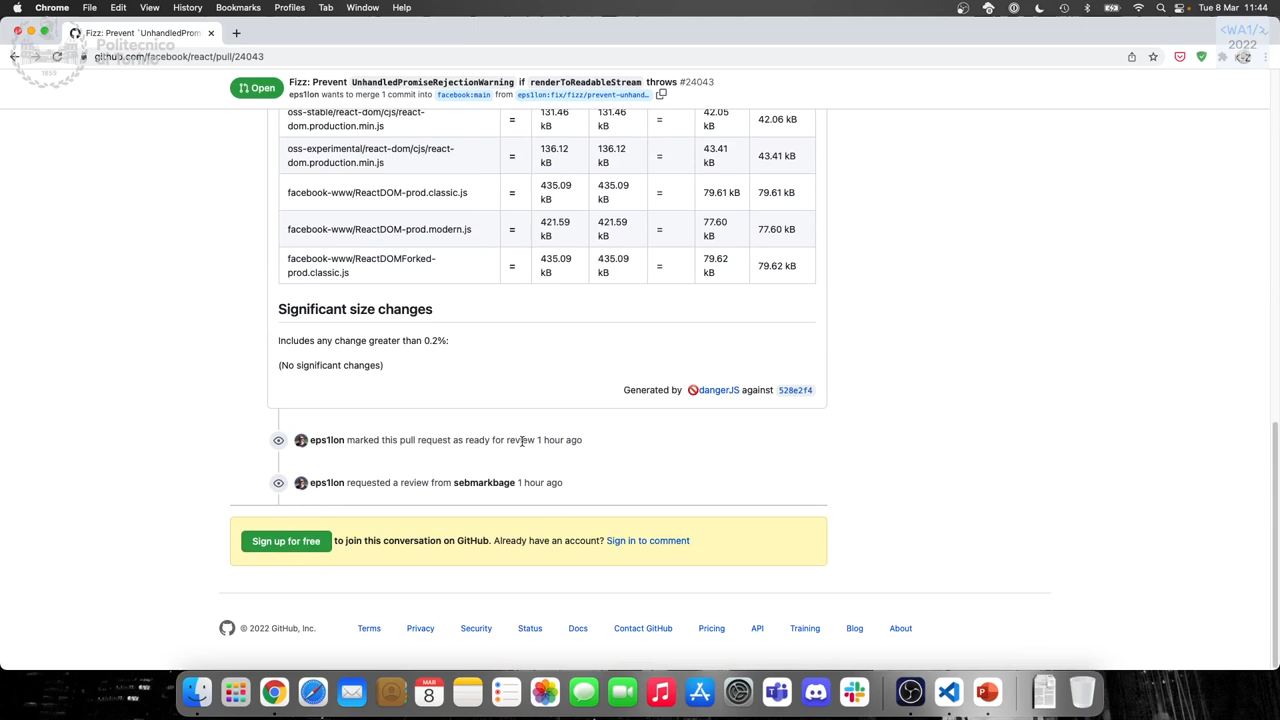 Chrome File Edit View History Bookmarks Profiles Tab Window Help Tue 8 Mar 11:44
Fizz: Prevent `UnhandledProm
Politecnico
di Torino
1859
<WA1/>
2022
github.com/facebook/react/pull/24043
Open
Fizz: Prevent UnhandledPromiseRejectionWarning if renderToReadableStream throws #24043
eps1lon wants to merge 1 commit into facebook:main from eps1lon:fix/fizz/prevent-unhand…
oss-stable/react-dom/cjs/react-dom.production.min.js = 131.46 kB 131.46 kB = 42.05 kB 42.06 kB
oss-experimental/react-dom/cjs/react-dom.production.min.js = 136.12 kB 136.12 kB = 43.41 kB 43.41 kB
facebook-www/ReactDOM-prod.classic.js = 435.09 kB 435.09 kB = 79.61 kB 79.61 kB
facebook-www/ReactDOM-prod.modern.js = 421.59 kB 421.59 kB = 77.60 kB 77.60 kB
facebook-www/ReactDOMForked-prod.classic.js = 435.09 kB 435.09 kB = 79.62 kB 79.62 kB
Significant size changes
Includes any change greater than 0.2%:
(No significant changes)
Generated by 🚫dangerJS against 528e2f4
eps1lon marked this pull request as ready for review 1 hour ago
eps1lon requested a review from sebmarkbage 1 hour ago
Sign up for free to join this conversation on GitHub. Already have an account? Sign in to comment
© 2022 GitHub, Inc. Terms Privacy Security Status Docs Contact GitHub Pricing API Training Blog About
MAR
8